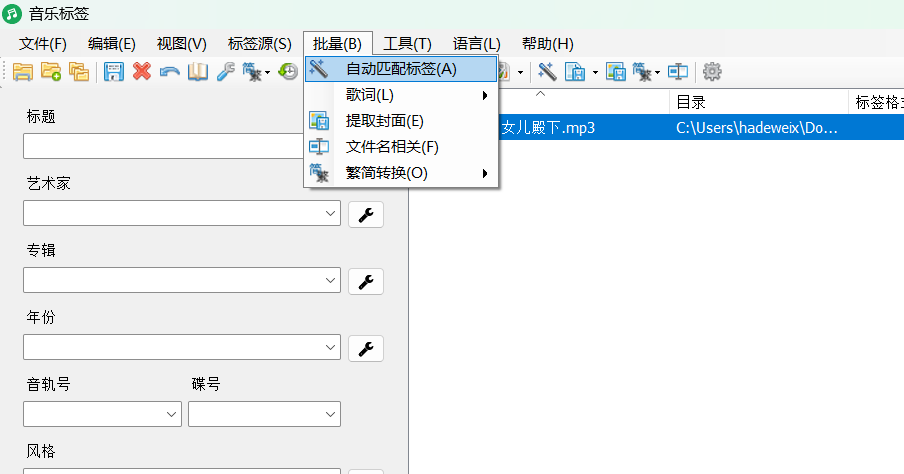 音乐标签
文件(F) 编辑(E) 视图(V) 标签源(S) 批量(B) 工具(T) 语言(L) 帮助(H)
自动匹配标签(A)
歌词(L)
提取封面(E)
文件名相关(F)
繁简转换(O)
目录 标签格式
女儿殿下.mp3 C:\Users\hadeweix\Do...
标题
艺术家
专辑
年份
音轨号 碟号
风格